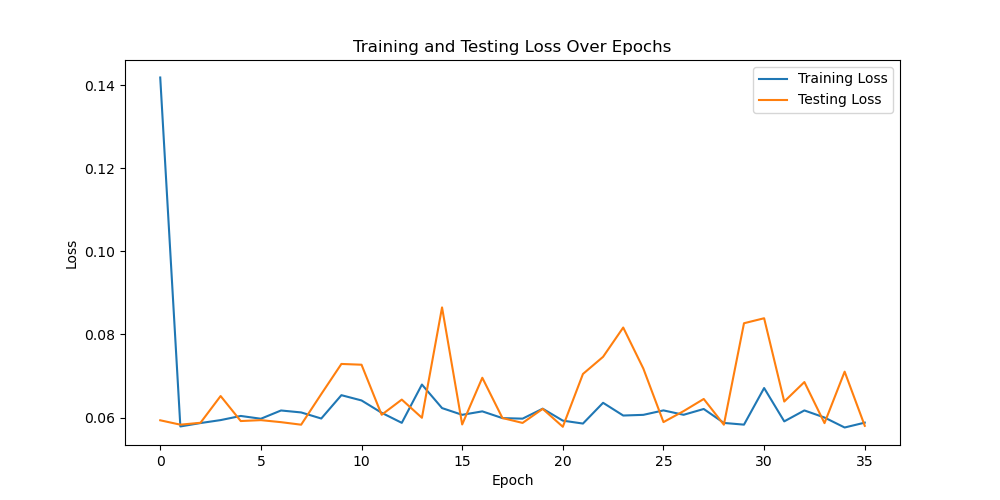 Training and Testing Loss Over Epochs
Training Loss
Testing Loss
0.14
0.12
0.10
0.08
0.06
Loss
0 5 10 15 20 25 30 35
Epoch